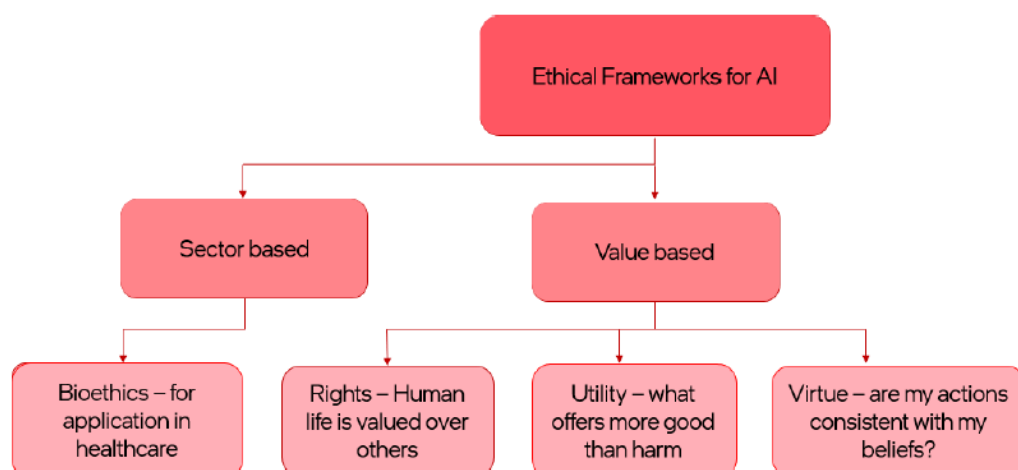 Ethical Frameworks for AI
Sector based
Value based
Bioethics – for
application in
healthcare
Rights – Human
life is valued over
others
Utility – what
offers more good
than harm
Virtue – are my actions
consistent with my
beliefs?